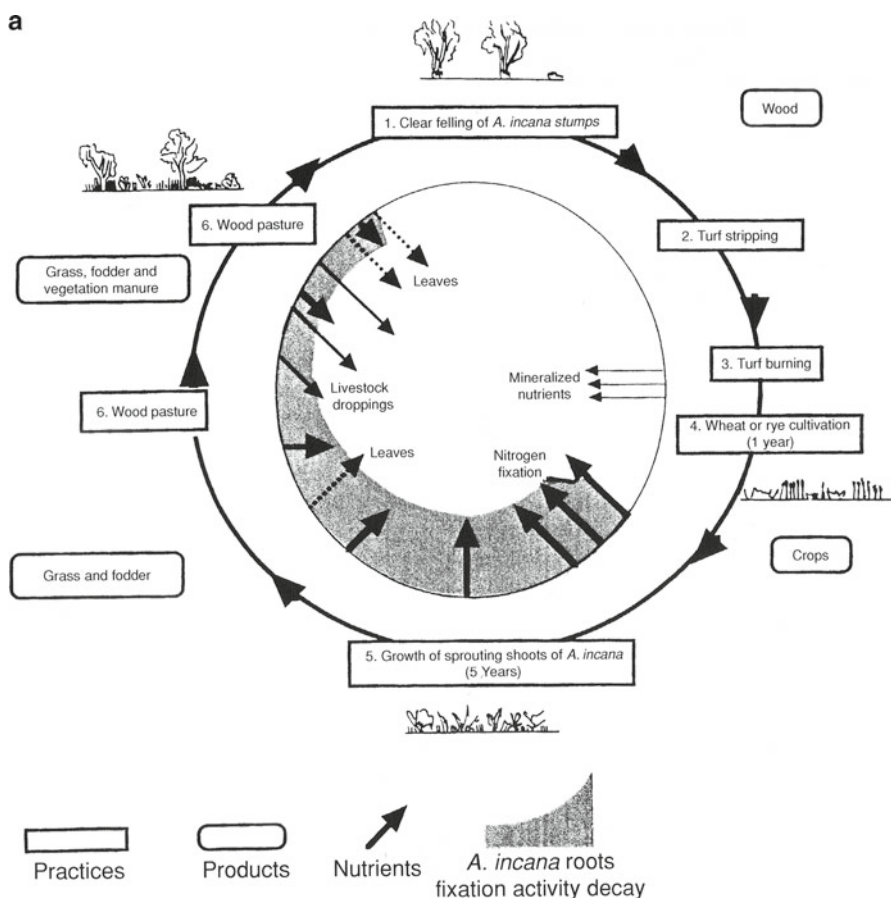 a
1. Clear felling of A. incana stumps
Wood
6. Wood pasture
2. Turf stripping
Grass, fodder and
vegetation manure
Leaves
3. Turf burning
Mineralized
nutrients
Livestock
droppings
6. Wood pasture
4. Wheat or rye cultivation
(1 year)
Leaves
Nitrogen
fixation
Crops
Grass and fodder
5. Growth of sprouting shoots of A. incana
(5 Years)
Practices
Products
Nutrients
A. incana roots
fixation activity decay